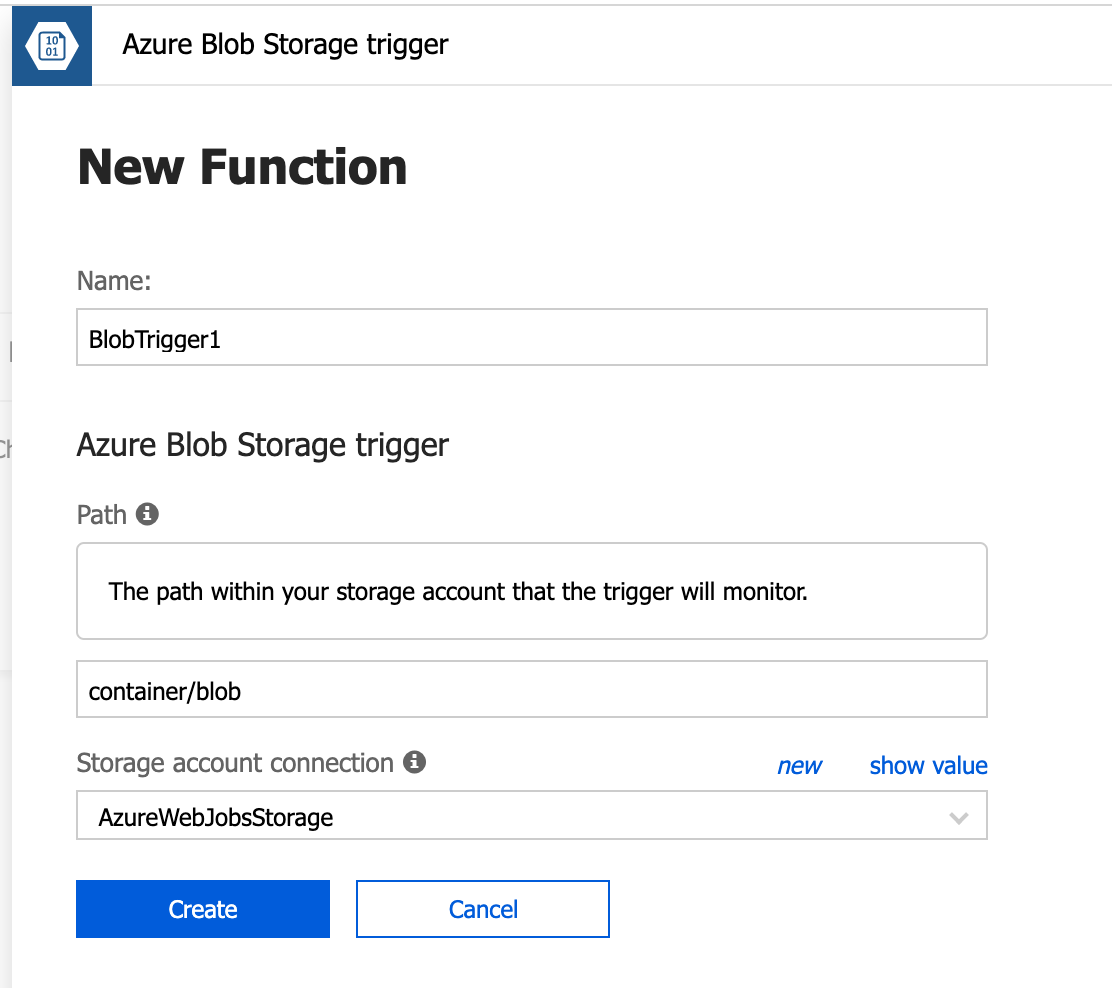 10
01
Azure Blob Storage trigger
New Function
Name:
BlobTrigger1
Azure Blob Storage trigger
Path
The path within your storage account that the trigger will monitor.
container/blob
Storage account connection new show value
AzureWebJobsStorage
Create Cancel